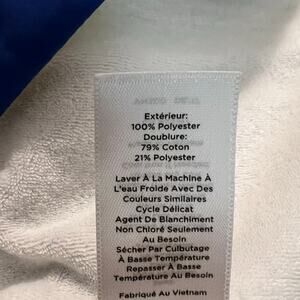 Extérieur:
100% Polyester
Doublure:
79% Coton
21% Polyester
Laver À La Machine À
L'eau Froide Avec Des
Couleurs Similaires
Cycle Délicat
Agent De Blanchiment
Non Chloré Seulement
Au Besoin
Sécher Par Culbutage
À Basse Température
Repasser À Basse
Température Au Besoin
Fabriqué Au Vietnam